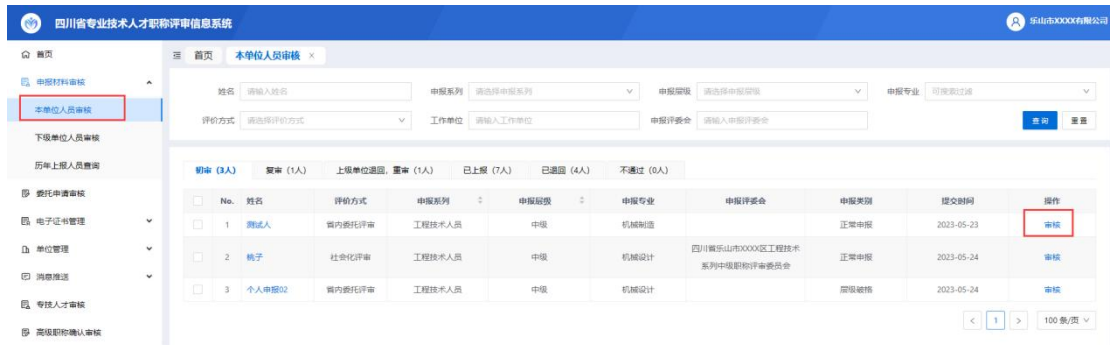 四川省专业技术人才职称评审信息系统
乐山市XXXX有限公司
首页
申报材料审核
本单位人员审核
下级单位人员审核
历年上报人员查询
委托申请审核
电子证书管理
单位管理
消息推送
专技人才审核
高级职称确认审核
首页 本单位人员审核 ×
姓名 请输入姓名 申报系列 请选择申报系列 申报层级 请选择申报层级 申报专业 可搜索过滤
评价方式 请选择评价方式 工作单位 请输入工作单位 申报评委会 请输入申报评委会 查询 重置
初审 (3人) 复审 (1人) 上级单位退回, 重审 (1人) 已上报 (7人) 已退回 (4人) 不通过 (0人)
No. 姓名 评价方式 申报系列 申报层级 申报专业 申报评委会 申报类别 提交时间 操作
1 测试人 省内委托评审 工程技术人员 中级 机械制造 正常申报 2023-05-23 审核
2 桃子 社会化评审 工程技术人员 中级 机械设计 四川省乐山市XXXX区工程技术
系列中级职称评审委员会 正常申报 2023-05-24 审核
3 个人申报02 省内委托评审 工程技术人员 中级 机械设计 层级破格 2023-05-24 审核
< 1 > 100 条/页